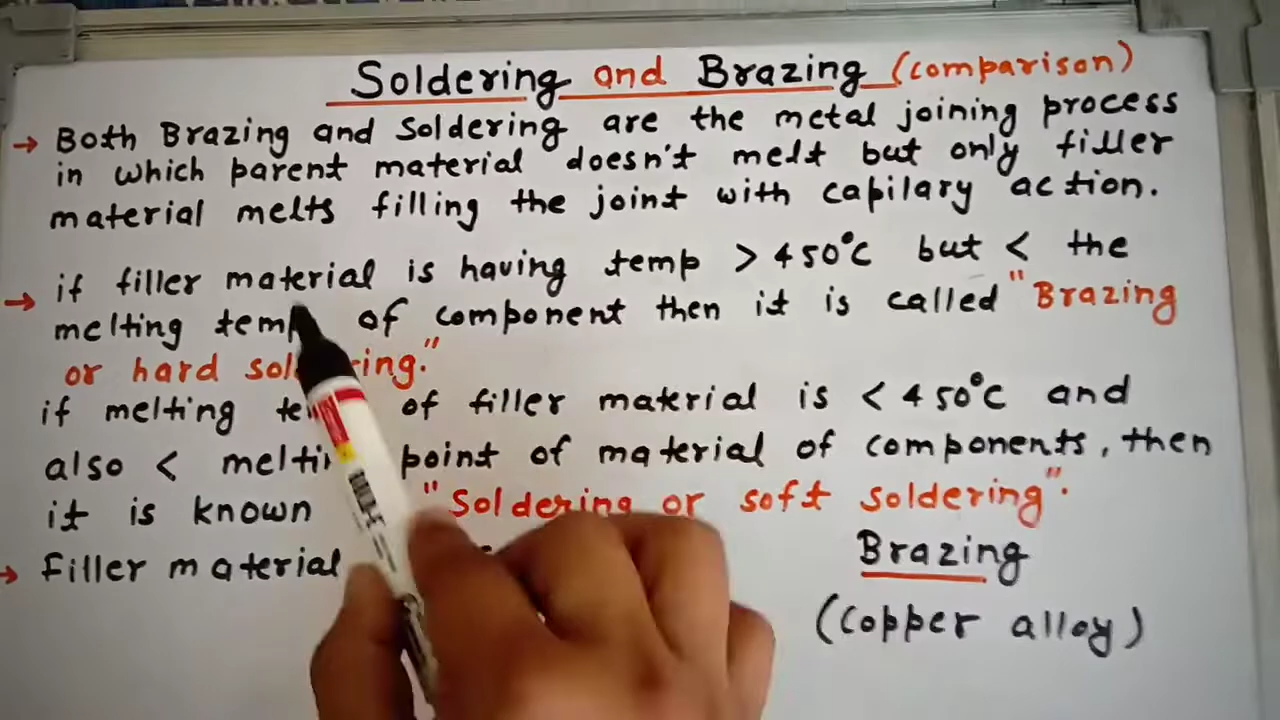 Soldering and Brazing (comparison)
→ Both Brazing and Soldering are the metal joining process
in which parent material doesn't melt but only filler
material melts filling the joint with capilary action.
→ if filler material is having temp > 450°C but < the
melting temp of component then it is called "Brazing
or hard soldering."
if melting of filler material is < 450°C and
also < point of material of components, then
it is known "Soldering or soft soldering".
→ Filler material
Brazing
(copper alloy)